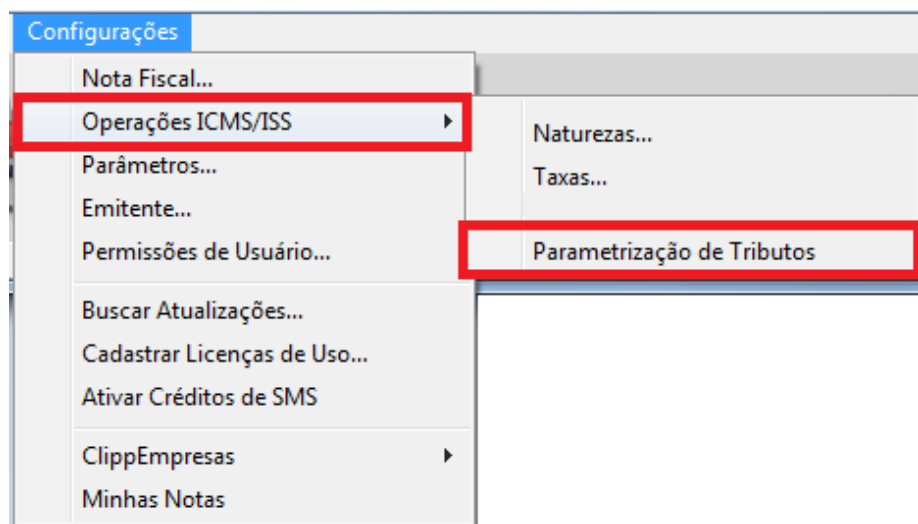 Configurações
Nota Fiscal...
Operações ICMS/ISS
Parâmetros...
Emitente...
Permissões de Usuário...
Buscar Atualizações...
Cadastrar Licenças de Uso...
Ativar Créditos de SMS
ClippEmpresas
Minhas Notas
Naturezas...
Taxas...
Parametrização de Tributos